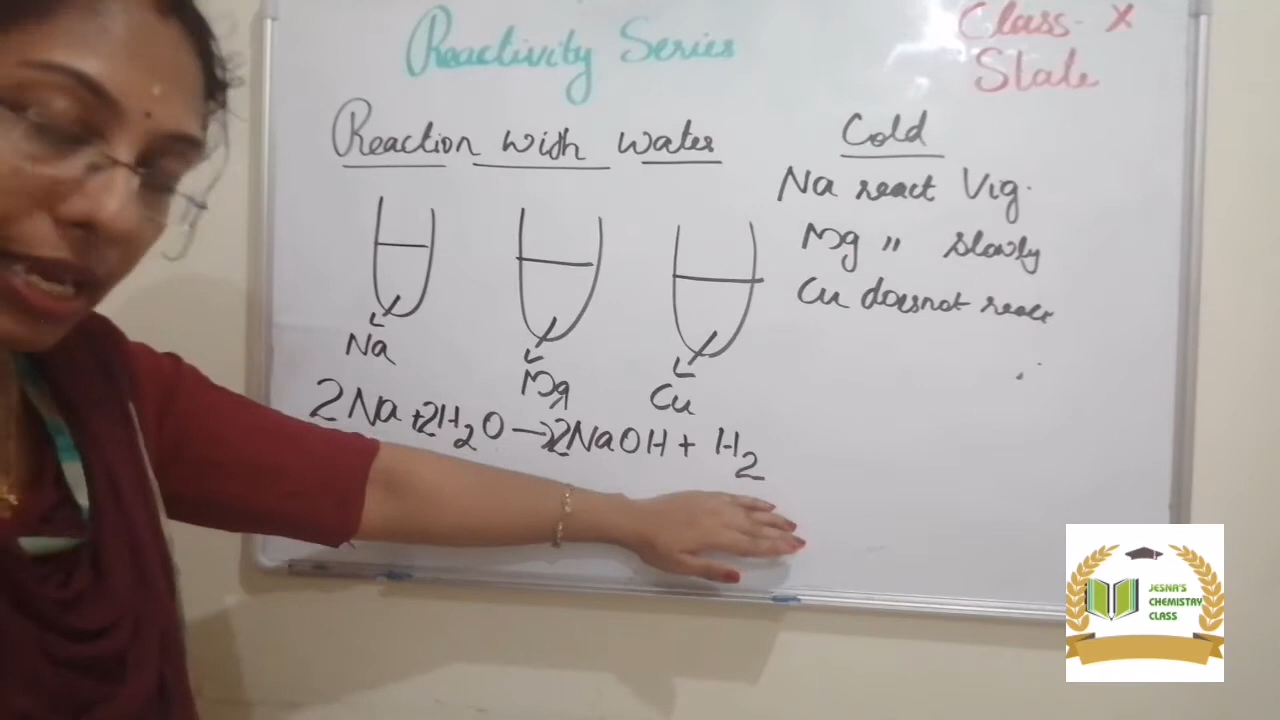 Reactivity Series
Class- X
State
Reaction with water
Cold
Na react Vig.
Mg " slowly
Cu doesnot react
Na
Mg
Cu
2Na+2H2O→2NaOH+ H2
JESNA'S
CHEMISTRY
CLASS